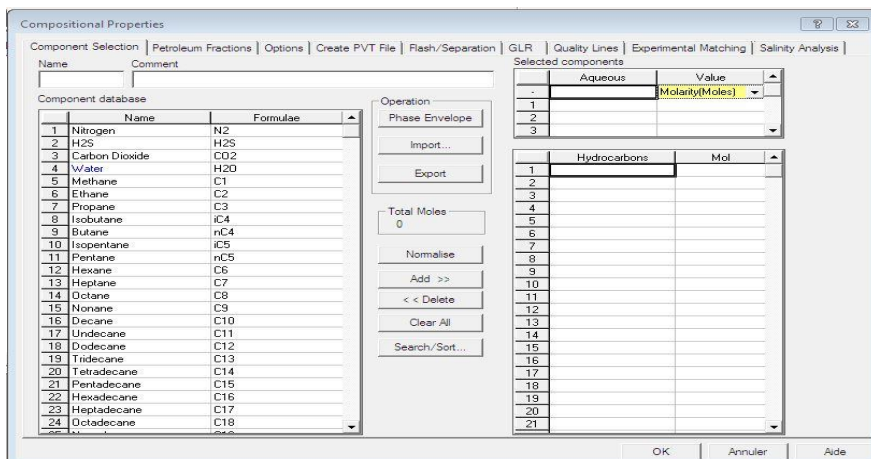 Compositional Properties
Component Selection
Petroleum Fractions
Options
Create PVT File
Flash/Separation
GLR
Quality Lines
Experimental Matching
Salinity Analysis
Name
Comment
Component database
Name Formulae
1 Nitrogen N2
2 H2S H2S
3 Carbon Dioxide CO2
4 Water H2O
5 Methane C1
6 Ethane C2
7 Propane C3
8 Isobutane iC4
9 Butane nC4
10 Isopentane iC5
11 Pentane nC5
12 Hexane C6
13 Heptane C7
14 Octane C8
15 Nonane C9
16 Decane C10
17 Undecane C11
18 Dodecane C12
19 Tridecane C13
20 Tetradecane C14
21 Pentadecane C15
22 Hexadecane C16
23 Heptadecane C17
24 Octadecane C18
Operation
Phase Envelope
Import...
Export
Total Moles
0
Normalise
Add >>
<< Delete
Clear All
Search/Sort...
Selected components
Aqueous Value
- Molarity(Moles)
1
2
3
Hydrocarbons Mol
1
2
3
4
5
6
7
8
9
10
11
12
13
14
15
16
17
18
19
20
21
OK
Annuler
Aide